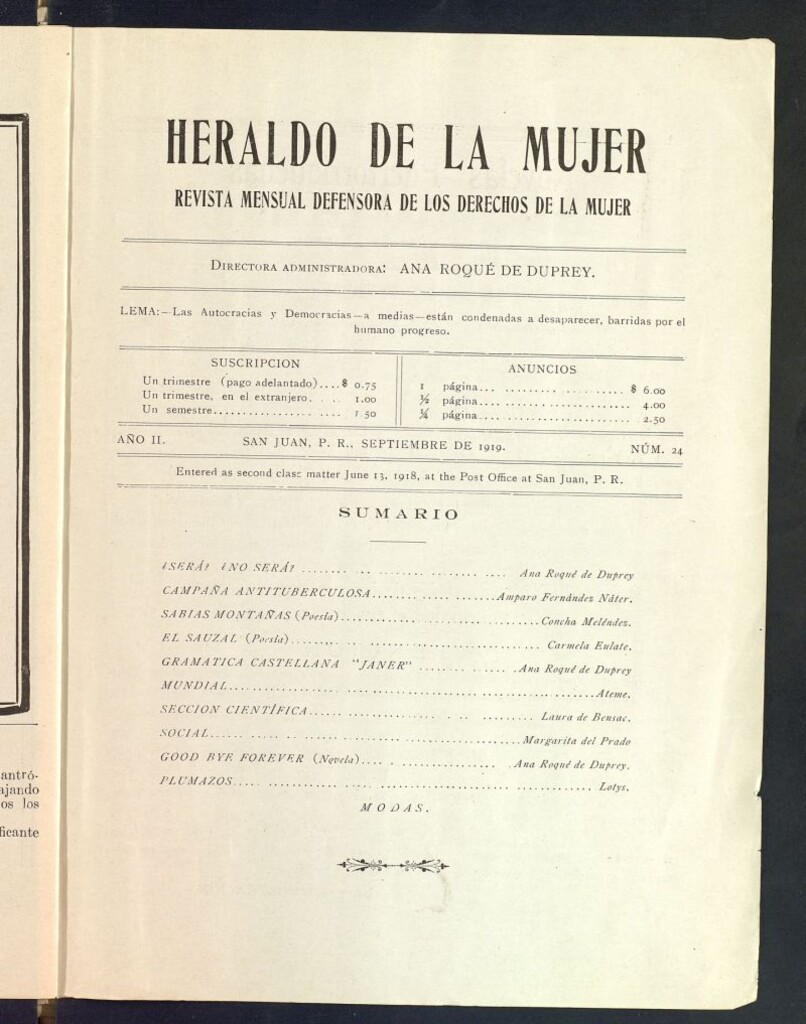 HERALDO DE LA MUJER
REVISTA MENSUAL DEFENSORA DE LOS DERECHOS DE LA MUJER
DIRECTORA ADMINISTRADORA: ANA ROQUÉ DE DUPREY.
LEMA:—Las Autocracias y Democracias—a medias—están condenadas a desaparecer, barridas por el
humano progreso.
SUSCRIPCION
Un trimestre (pago adelantado).... $ 0.75
Un trimestre, en el extranjero. . . . 1.00
Un semestre..................... 1 50
ANUNCIOS
1 página... ...................... $ 6.00
½ página.......................... 4.00
¼ página.......................... 2.50
AÑO II. SAN JUAN, P. R., SEPTIEMBRE DE 1919. NÚM. 24
Entered as second class matter June 13, 1918, at the Post Office at San Juan, P. R.
SUMARIO
¿SERÁ? ¿NO SERÁ? ................................ Ana Roqué de Duprey
CAMPAÑA ANTITUBERCULOSA...................Amparo Fernández Náter.
SABIAS MONTAÑAS (Poesía)..............................Concha Meléndez.
EL SAUZAL (Poesía)...................................... Carmela Eulate.
GRAMATICA CASTELLANA "JANER" ................Ana Roqué de Duprey
MUNDIAL......................................................Ateme.
SECCION CIENTÍFICA.................................. Laura de Bensac.
SOCIAL..............................................Margarita del Prado
GOOD BYE FOREVER (Novela)........................Ana Roqué de Duprey.
PLUMAZOS..................................................... Lotys.
MODAS.
antró-
ajando
os los
ficante